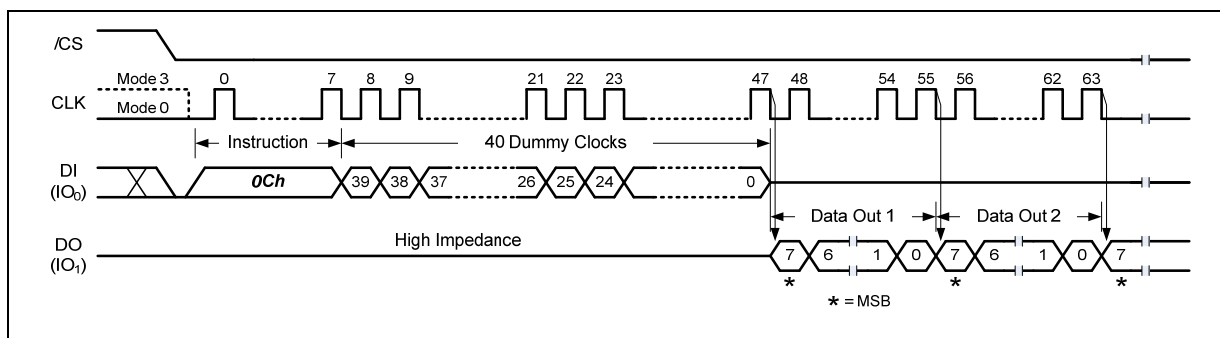 /CS
Mode 3
0 7 8 9 21 22 23 47 48 54 55 56 62 63
CLK
Mode 0
Instruction 40 Dummy Clocks
DI
(IO0)
0Ch 39 38 37 26 25 24 0
Data Out 1 Data Out 2
High Impedance
DO
(IO1)
7 6 1 0 7 6 1 0 7
* * *
* = MSB